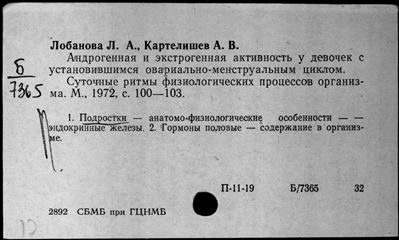 Лобанова Л. А., Картелишев А. В.
Андрогенная и экстрогенная активность у девочек с
установившимся овариально-менструальным циклом.
Б
7365
Суточные ритмы физиологических процессов организ-
ма. М., 1972, с. 100—103.
1. Подростки — анатомо-физиологические особенности — —
эндокринные железы. 2. Гормоны половые — содержание в организ-
ме.
П-11-19 Б/7365 32
2892 СБМБ при ГЦНМБ